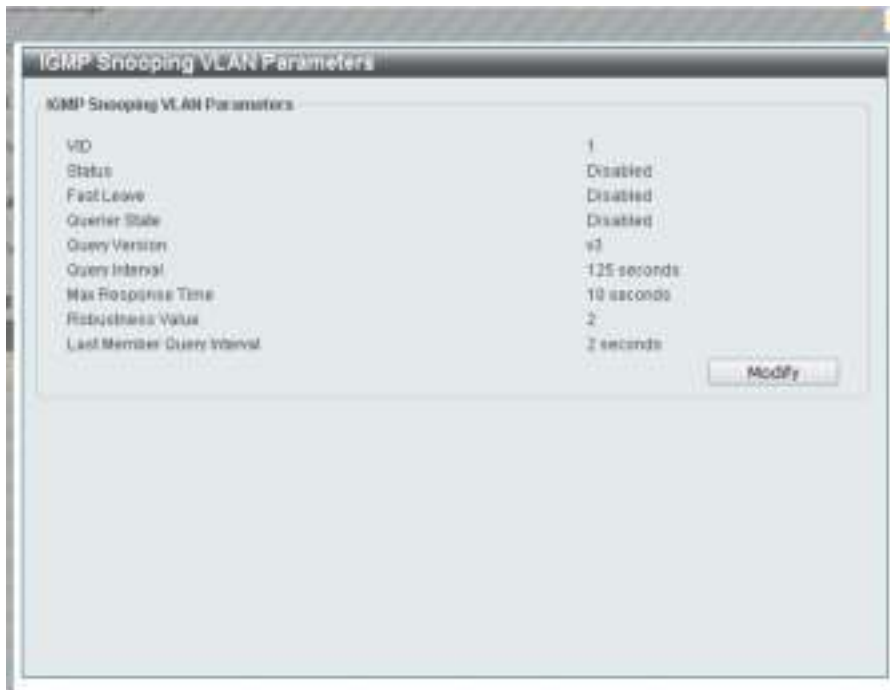 IGMP Snooping VLAN Parameters
IGMP Snooping VLAN Parameters
VID 1
Status Disabled
Fast Leave Disabled
Querier State Disabled
Query Version v3
Query Interval 125 seconds
Max Response Time 10 seconds
Robustness Value 2
Last Member Query Interval 2 seconds
Modify